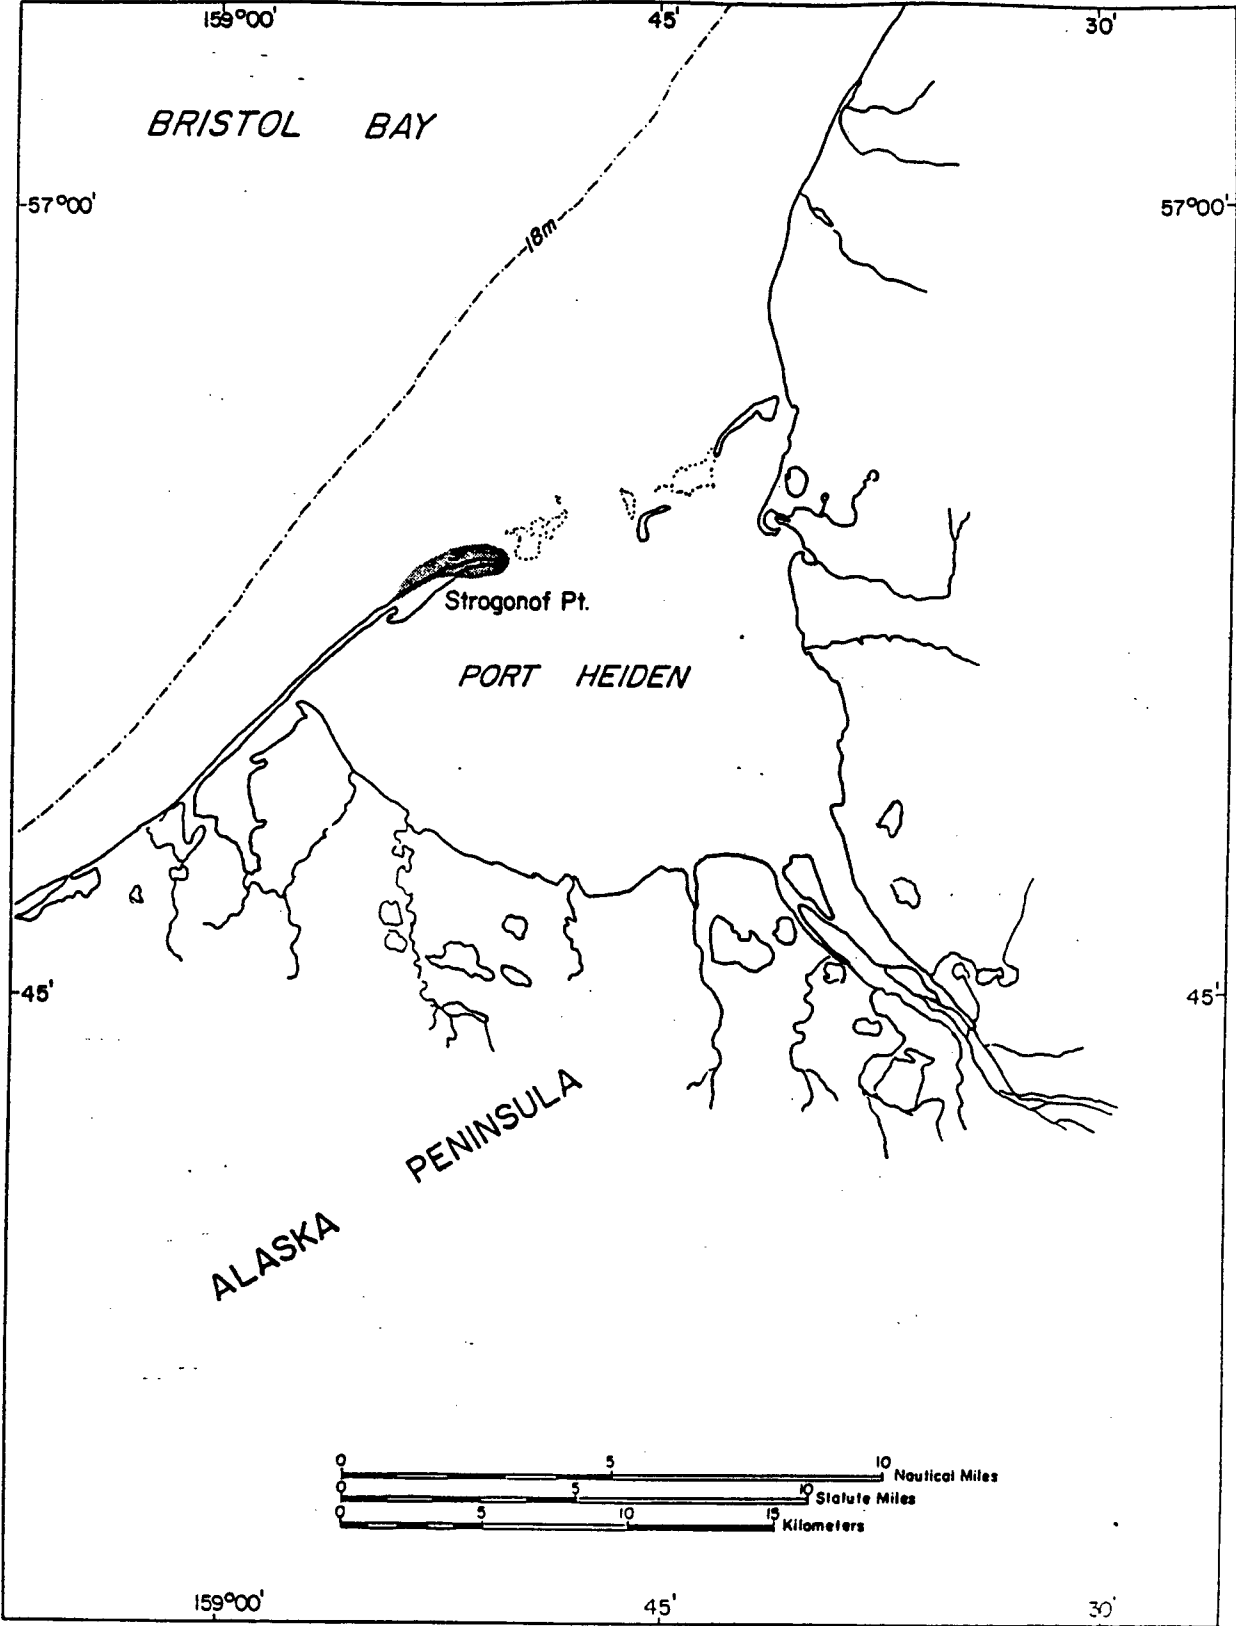 159°00' 45' 30'
BRISTOL BAY
57°00' 57°00'
18m
Strogonof Pt.
PORT HEIDEN
45' 45'
ALASKA PENINSULA
0 5 10 Nautical Miles
0 5 10 Statute Miles
0 5 10 15 Kilometers
159°00' 45' 30'